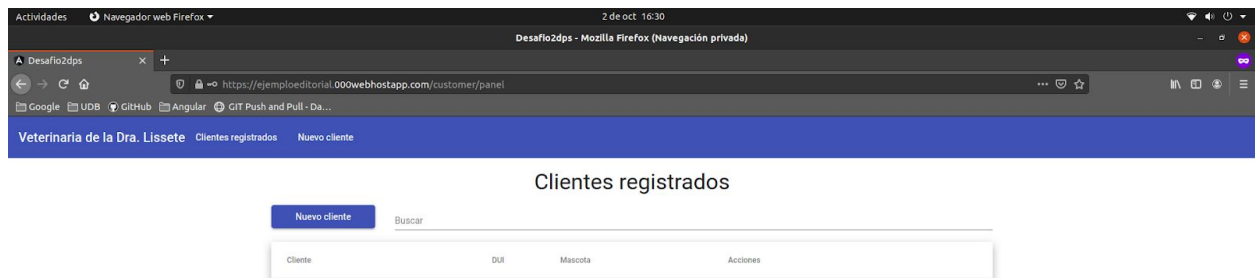 Actividades Navegador web Firefox 2 de oct 16:30
Desafio2dps - Mozilla Firefox (Navegación privada)
Desafio2dps
https://ejemploeditorial.000webhostapp.com/customer/panel
Google UDB GitHub Angular GIT Push and Pull - Da...
Veterinaria de la Dra. Lissete Clientes registrados Nuevo cliente
Clientes registrados
Nuevo cliente Buscar
Cliente DUI Mascota Acciones